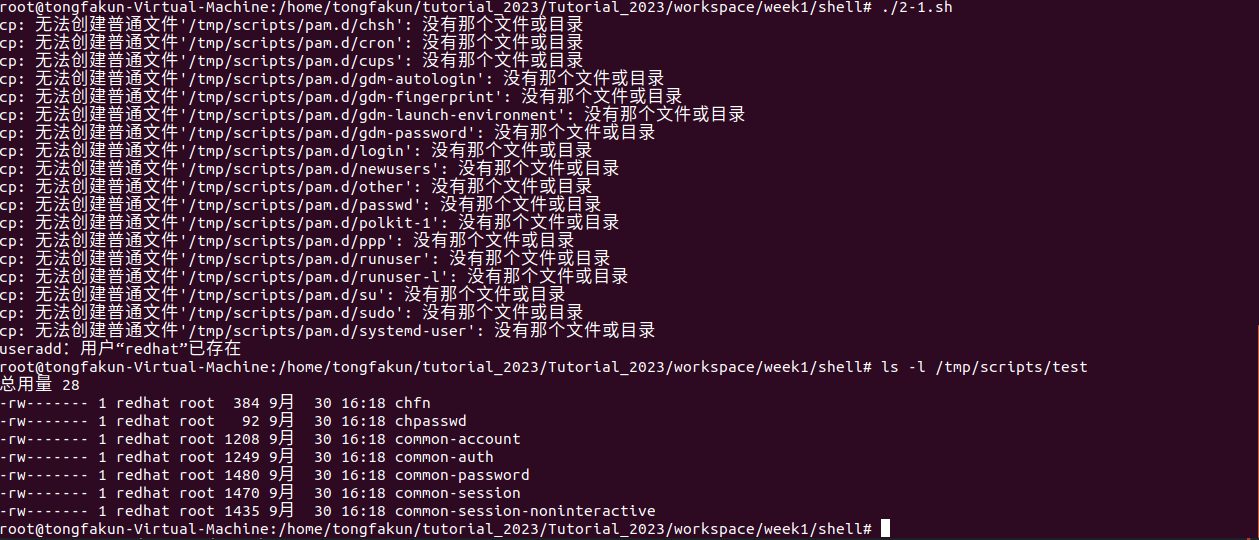 root@tongfakun-Virtual-Machine:/home/tongfakun/tutorial_2023/Tutorial_2023/workspace/week1/shell# ./2-1.sh
cp: 无法创建普通文件'/tmp/scripts/pam.d/chsh': 没有那个文件或目录
cp: 无法创建普通文件'/tmp/scripts/pam.d/cron': 没有那个文件或目录
cp: 无法创建普通文件'/tmp/scripts/pam.d/cups': 没有那个文件或目录
cp: 无法创建普通文件'/tmp/scripts/pam.d/gdm-autologin': 没有那个文件或目录
cp: 无法创建普通文件'/tmp/scripts/pam.d/gdm-fingerprint': 没有那个文件或目录
cp: 无法创建普通文件'/tmp/scripts/pam.d/gdm-launch-environment': 没有那个文件或目录
cp: 无法创建普通文件'/tmp/scripts/pam.d/gdm-password': 没有那个文件或目录
cp: 无法创建普通文件'/tmp/scripts/pam.d/login': 没有那个文件或目录
cp: 无法创建普通文件'/tmp/scripts/pam.d/newusers': 没有那个文件或目录
cp: 无法创建普通文件'/tmp/scripts/pam.d/other': 没有那个文件或目录
cp: 无法创建普通文件'/tmp/scripts/pam.d/passwd': 没有那个文件或目录
cp: 无法创建普通文件'/tmp/scripts/pam.d/polkit-1': 没有那个文件或目录
cp: 无法创建普通文件'/tmp/scripts/pam.d/ppp': 没有那个文件或目录
cp: 无法创建普通文件'/tmp/scripts/pam.d/runuser': 没有那个文件或目录
cp: 无法创建普通文件'/tmp/scripts/pam.d/runuser-l': 没有那个文件或目录
cp: 无法创建普通文件'/tmp/scripts/pam.d/su': 没有那个文件或目录
cp: 无法创建普通文件'/tmp/scripts/pam.d/sudo': 没有那个文件或目录
cp: 无法创建普通文件'/tmp/scripts/pam.d/systemd-user': 没有那个文件或目录
useradd：用户“redhat”已存在
root@tongfakun-Virtual-Machine:/home/tongfakun/tutorial_2023/Tutorial_2023/workspace/week1/shell# ls -l /tmp/scripts/test
总用量 28
-rw------- 1 redhat root  384 9月  30 16:18 chfn
-rw------- 1 redhat root   92 9月  30 16:18 chpasswd
-rw------- 1 redhat root 1208 9月  30 16:18 common-account
-rw------- 1 redhat root 1249 9月  30 16:18 common-auth
-rw------- 1 redhat root 1480 9月  30 16:18 common-password
-rw------- 1 redhat root 1470 9月  30 16:18 common-session
-rw------- 1 redhat root 1435 9月  30 16:18 common-session-noninteractive
root@tongfakun-Virtual-Machine:/home/tongfakun/tutorial_2023/Tutorial_2023/workspace/week1/shell#